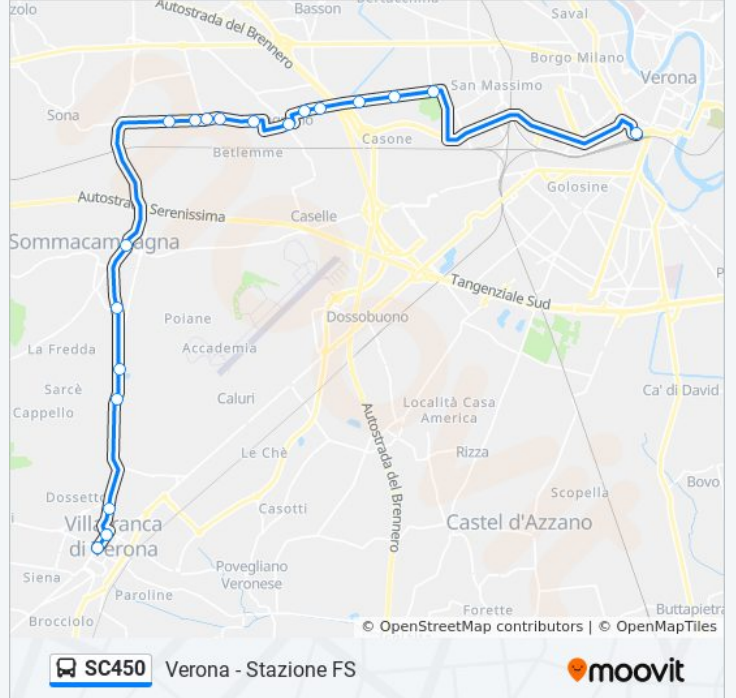 zolo
Autostrada del Brennero
Basson
Saval
Borgo Milano
San Massimo
Verona
Sona
Casone
Betlemme
Golosine
Autostrada Serenissima
Caselle
Sommacampagna
Tangenziale Sud
Poiane
Dossobuono
La Fredda
Accademia
Sarcè
Caluri
Ca' di David
Cappello
Località Casa
America
Autostrada del Brennero
Le Chè
Rizza
Bovo
Scopella
Dossetto
Casotti
Villafranca
di Verona
Castel d'Azzano
Siena
Povegliano
Veronese
Paroline
Forette
Buttapietra
Brocciolo
© OpenStreetMap contributors | © OpenMapTiles
SC450 Verona - Stazione FS
moovit